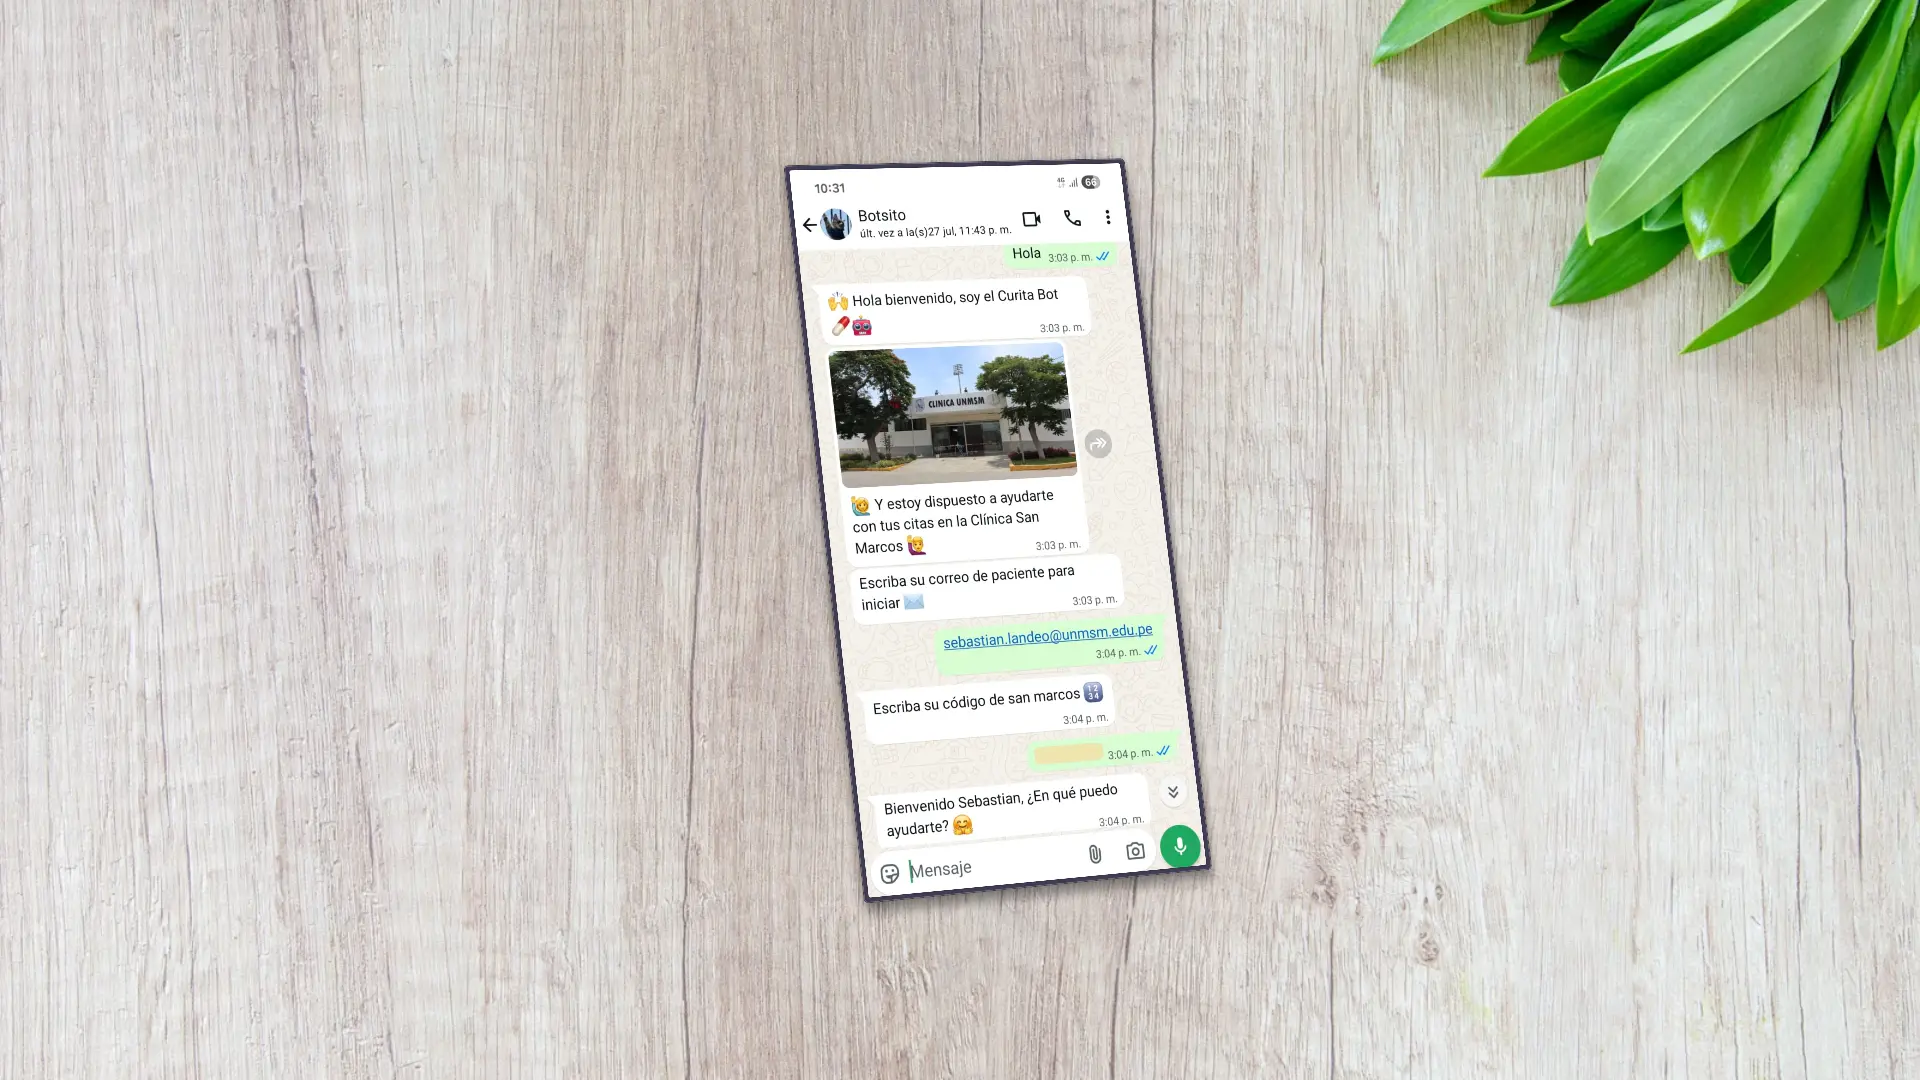 10:31
4G
66
Botsito
últ. vez a la(s)27 jul, 11:43 p. m.
Hola 3:03 p. m.
🙌 Hola bienvenido, soy el Curita Bot
💊🤖
3:03 p. m.
CLINICA UNMSM
🙋 Y estoy dispuesto a ayudarte
con tus citas en la Clínica San
Marcos 🙋‍♂️
3:03 p. m.
Escriba su correo de paciente para
iniciar ✉️
3:03 p. m.
sebastian.landeo@unmsm.edu.pe
3:04 p. m.
Escriba su código de san marcos 🔢
3:04 p. m.
3:04 p. m.
Bienvenido Sebastian, ¿En qué puedo
ayudarte? 🤗
3:04 p. m.
Mensaje